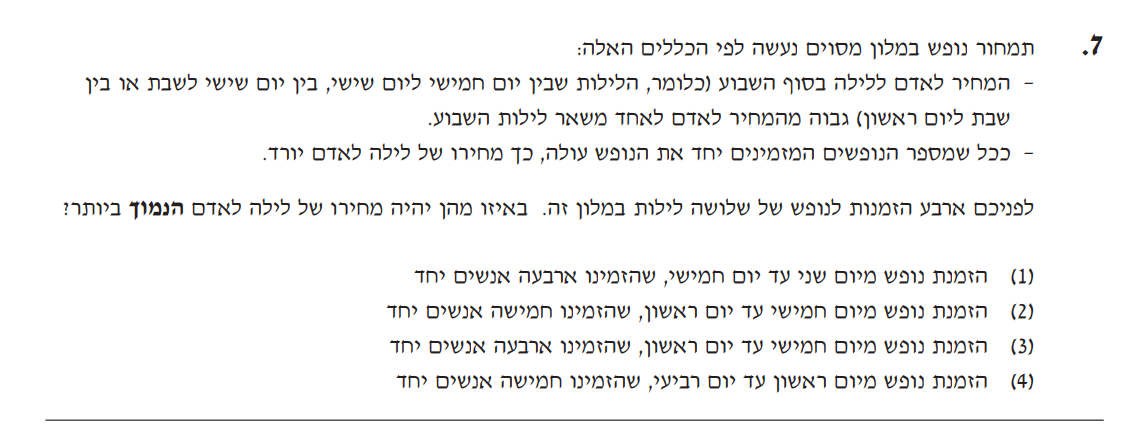 7. תמחור נופש במלון מסוים נעשה לפי הכללים האלה:
– המחיר לאדם ללילה בסוף השבוע (כלומר, הלילות שבין יום חמישי ליום שישי, בין יום שישי לשבת או בין
שבת ליום ראשון) גבוה מהמחיר לאדם לאחד משאר לילות השבוע.
– ככל שמספר הנופשים המזמינים יחד את הנופש עולה, כך מחירו של לילה לאדם יורד.
לפניכם ארבע הזמנות לנופש של שלושה לילות במלון זה. באיזו מהן יהיה מחירו של לילה לאדם הנמוך ביותר?
(1) הזמנת נופש מיום שני עד יום חמישי, שהזמינו ארבעה אנשים יחד
(2) הזמנת נופש מיום חמישי עד יום ראשון, שהזמינו חמישה אנשים יחד
(3) הזמנת נופש מיום חמישי עד יום ראשון, שהזמינו ארבעה אנשים יחד
(4) הזמנת נופש מיום ראשון עד יום רביעי, שהזמינו חמישה אנשים יחד